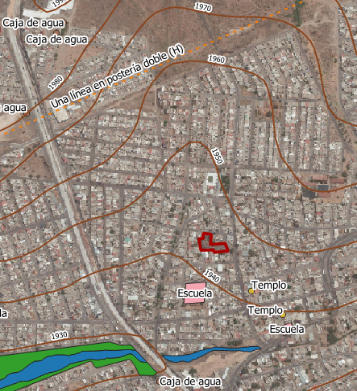 1970
Caja de agua
Caja de agua
1960
Una línea en postería doble (H)
1980
agua
1950
1940
Escuela
Templo
Templo
Escuela
1930
Caja de agua